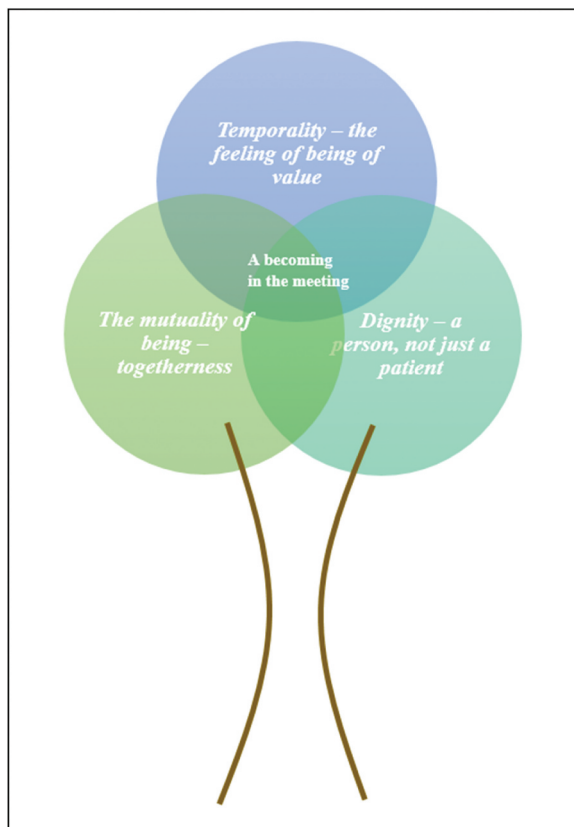 Temporality – the
feeling of being of
value
A becoming
in the meeting
The mutuality of
being –
togetherness
Dignity – a
person, not just a
patient